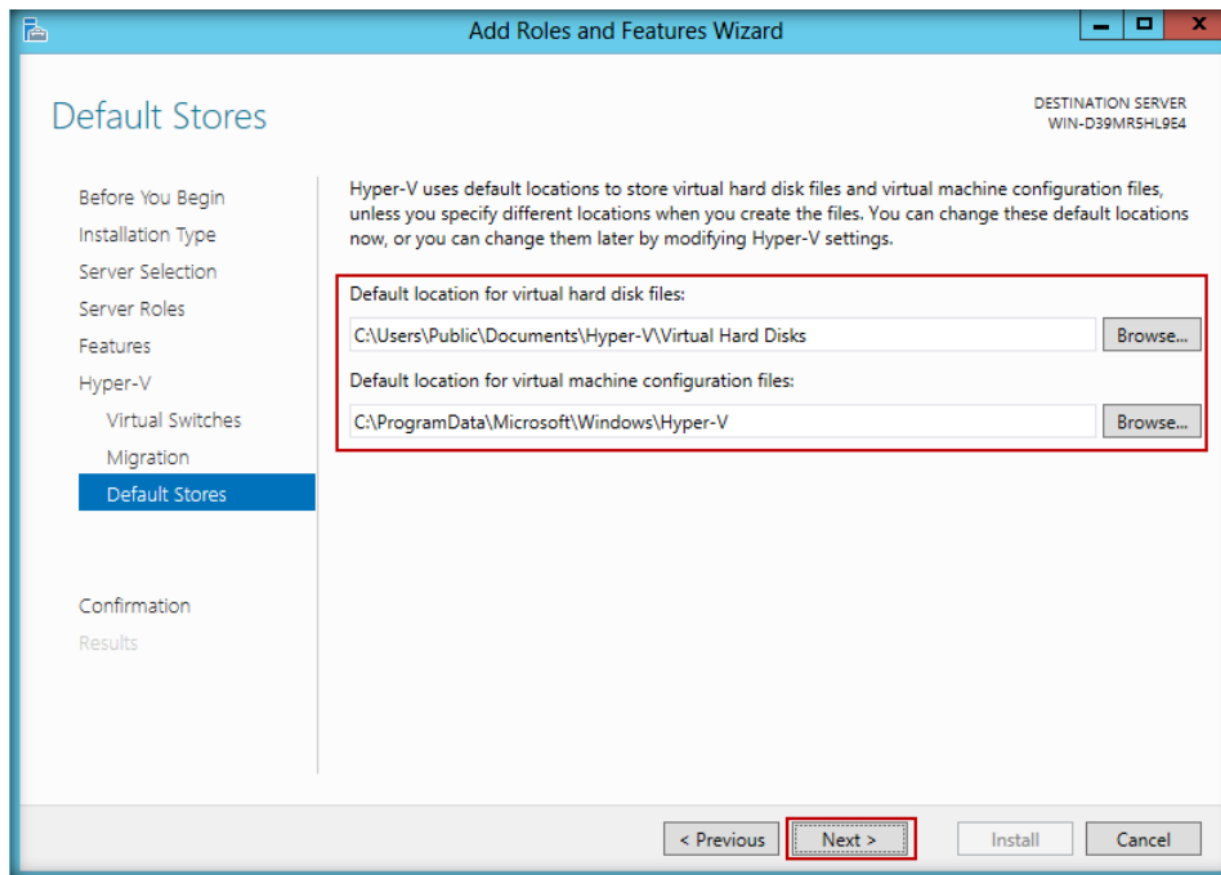 Add Roles and Features Wizard
Default Stores
DESTINATION SERVER
WIN-D39MR5HL9E4
Before You Begin
Installation Type
Server Selection
Server Roles
Features
Hyper-V
Virtual Switches
Migration
Default Stores
Confirmation
Results
Hyper-V uses default locations to store virtual hard disk files and virtual machine configuration files,
unless you specify different locations when you create the files. You can change these default locations
now, or you can change them later by modifying Hyper-V settings.
Default location for virtual hard disk files:
C:\Users\Public\Documents\Hyper-V\Virtual Hard Disks
Browse...
Default location for virtual machine configuration files:
C:\ProgramData\Microsoft\Windows\Hyper-V
Browse...
< Previous
Next >
Install
Cancel